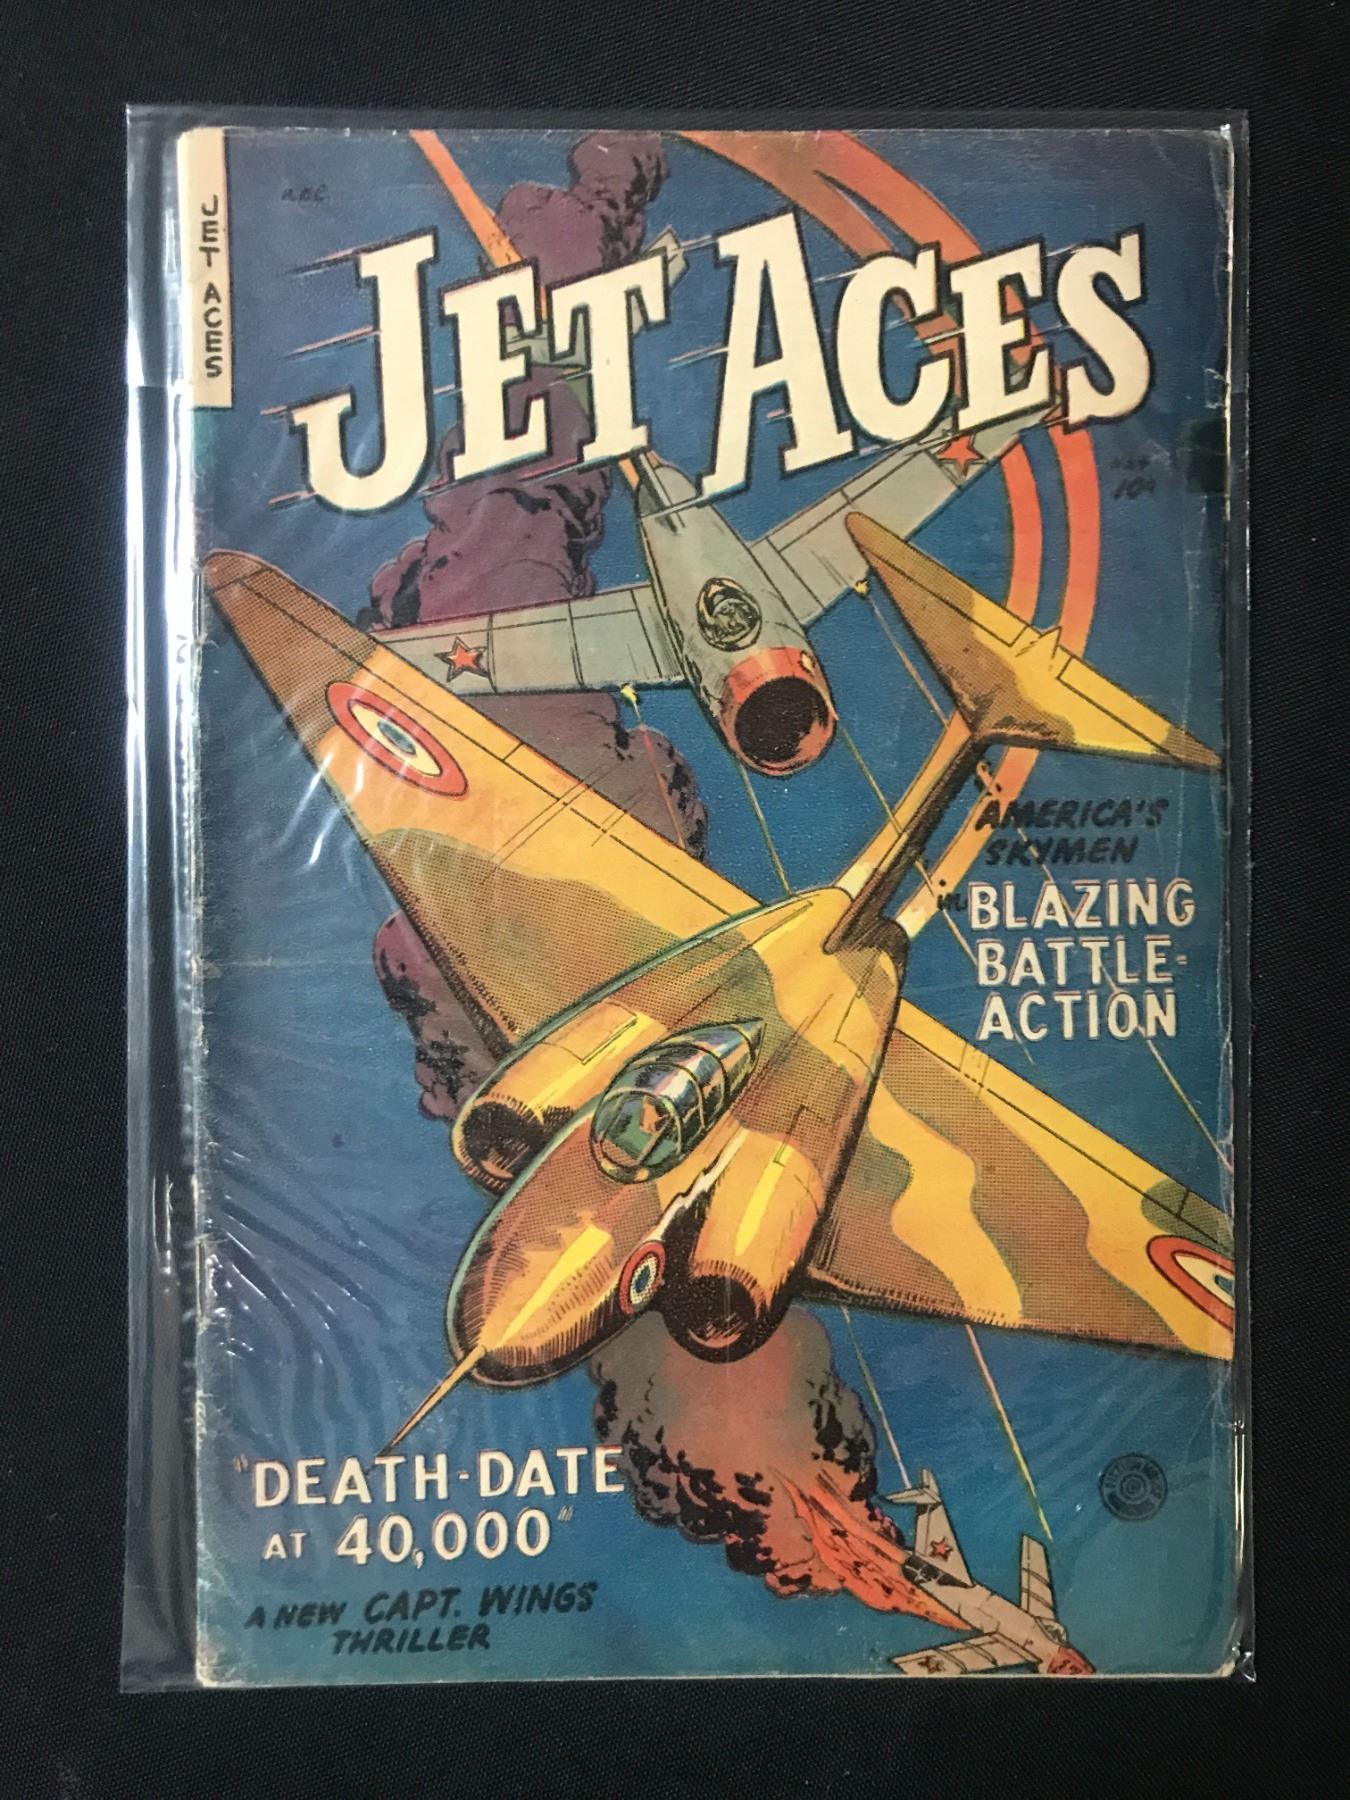 JET ACES
JET ACES
10¢
AMERICA'S
SKYMEN
IN BLAZING
BATTLE-
ACTION
"DEATH-DATE
AT 40,000"
A NEW CAPT. WINGS
THRILLER